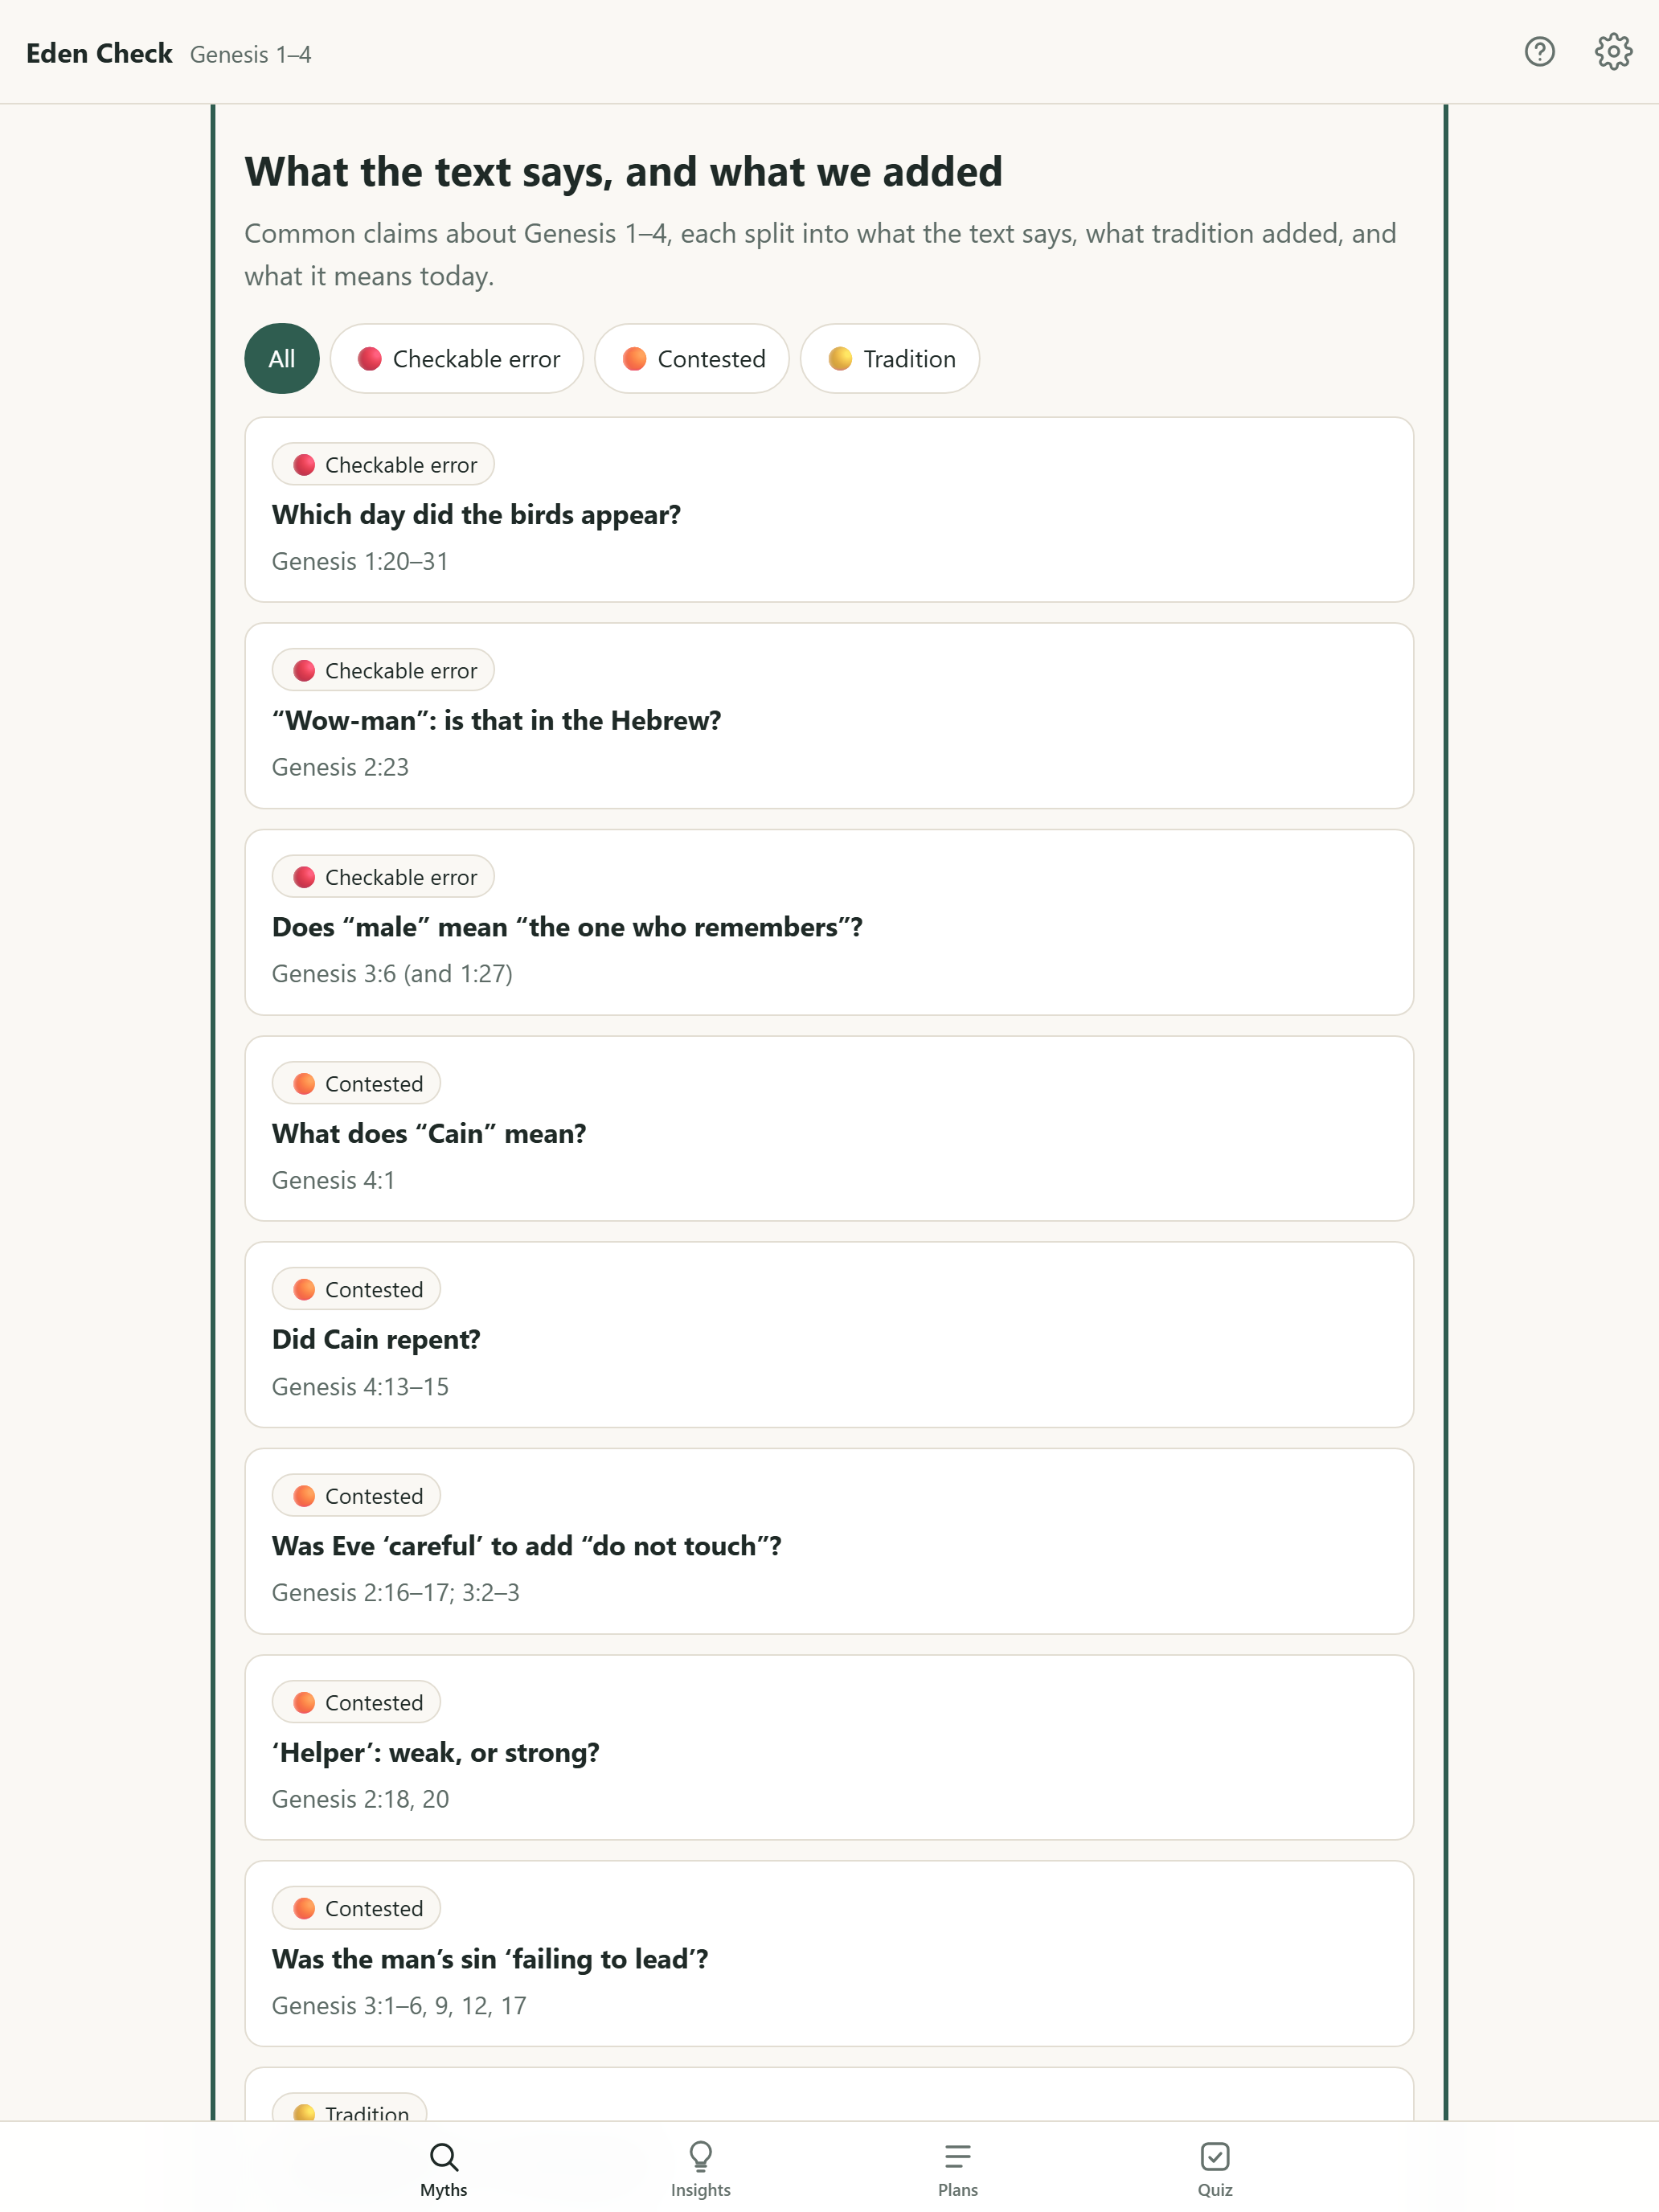 Eden Check Genesis 1–4
What the text says, and what we added
Common claims about Genesis 1–4, each split into what the text says, what tradition added, and
what it means today.
All Checkable error Contested Tradition
Checkable error
Which day did the birds appear?
Genesis 1:20–31
Checkable error
“Wow-man”: is that in the Hebrew?
Genesis 2:23
Checkable error
Does “male” mean “the one who remembers”?
Genesis 3:6 (and 1:27)
Contested
What does “Cain” mean?
Genesis 4:1
Contested
Did Cain repent?
Genesis 4:13–15
Contested
Was Eve ‘careful’ to add “do not touch”?
Genesis 2:16–17; 3:2–3
Contested
‘Helper’: weak, or strong?
Genesis 2:18, 20
Contested
Was the man’s sin ‘failing to lead’?
Genesis 3:1–6, 9, 12, 17
Tradition
Myths Insights Plans Quiz